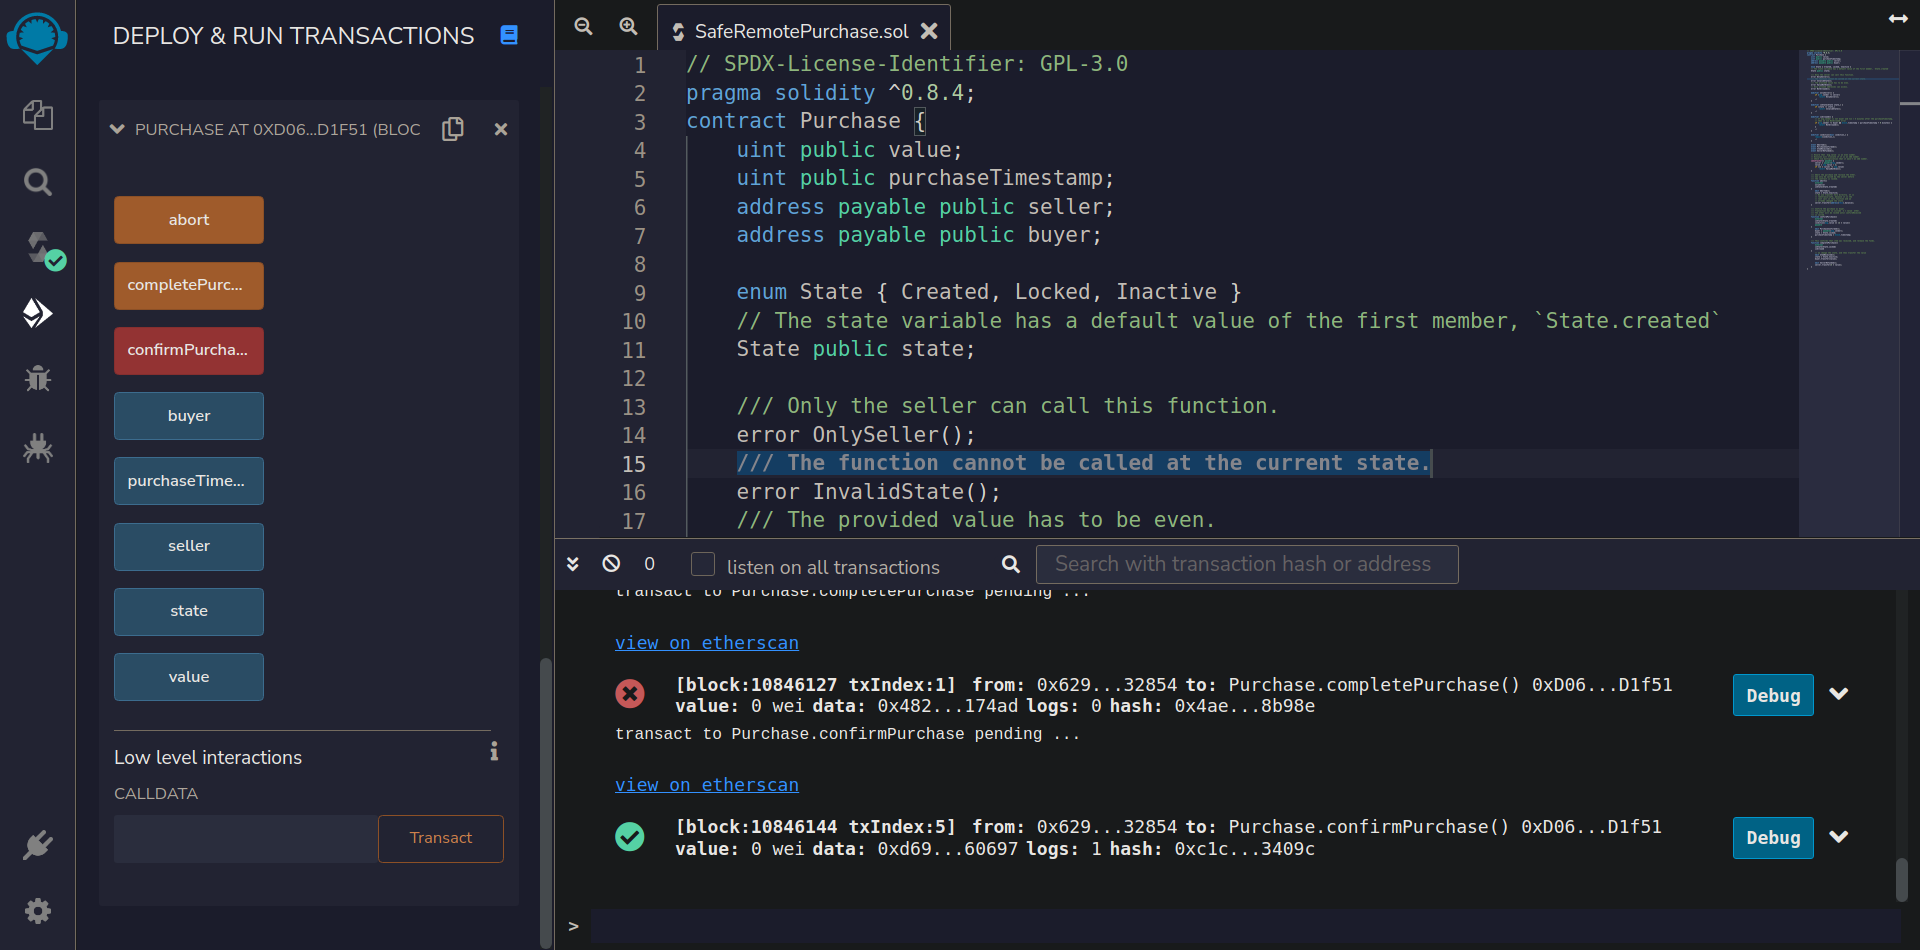 DEPLOY & RUN TRANSACTIONS
PURCHASE AT 0XD06...D1F51 (BLOC
abort
completePurc...
confirmPurcha...
buyer
purchaseTime...
seller
state
value
Low level interactions
CALLDATA
Transact
SafeRemotePurchase.sol
1 // SPDX-License-Identifier: GPL-3.0
2 pragma solidity ^0.8.4;
3 contract Purchase {
4 uint public value;
5 uint public purchaseTimestamp;
6 address payable public seller;
7 address payable public buyer;
8
9 enum State { Created, Locked, Inactive }
10 // The state variable has a default value of the first member, `State.created`
11 State public state;
12
13 /// Only the seller can call this function.
14 error OnlySeller();
15 /// The function cannot be called at the current state.
16 error InvalidState();
17 /// The provided value has to be even.
0 listen on all transactions Search with transaction hash or address
transact to Purchase.completePurchase pending ...
view on etherscan
[block:10846127 txIndex:1] from: 0x629...32854 to: Purchase.completePurchase() 0xD06...D1f51
value: 0 wei data: 0x482...174ad logs: 0 hash: 0x4ae...8b98e
Debug
transact to Purchase.confirmPurchase pending ...
view on etherscan
[block:10846144 txIndex:5] from: 0x629...32854 to: Purchase.confirmPurchase() 0xD06...D1f51
value: 0 wei data: 0xd69...60697 logs: 1 hash: 0xc1c...3409c
Debug
>